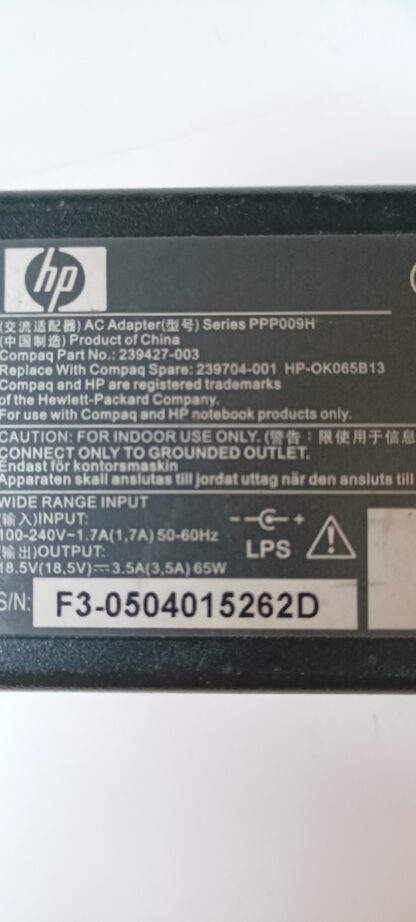 hp
(交流适配器) AC Adapter(型号) Series PPP009H
(中国制造) Product of China
Compaq Part No.: 239427-003
Replace With Compaq Spare: 239704-001 HP-OK065B13
Compaq and HP are registered trademarks
of the Hewlett-Packard Company.
For use with Compaq and HP notebook products only.
CAUTION: FOR INDOOR USE ONLY. (警告：限使用于信息
CONNECT ONLY TO GROUNDED OUTLET.
Endast för kontorsmaskin
Apparaten skall anslutas till jordat uttag när den ansluts till
WIDE RANGE INPUT
(输入)INPUT:
100-240V~1.7A(1,7A) 50-60Hz
(输出)OUTPUT:
18.5V(18,5V)⎓3.5A(3,5A) 65W
- +
LPS
S/N: F3-0504015262D